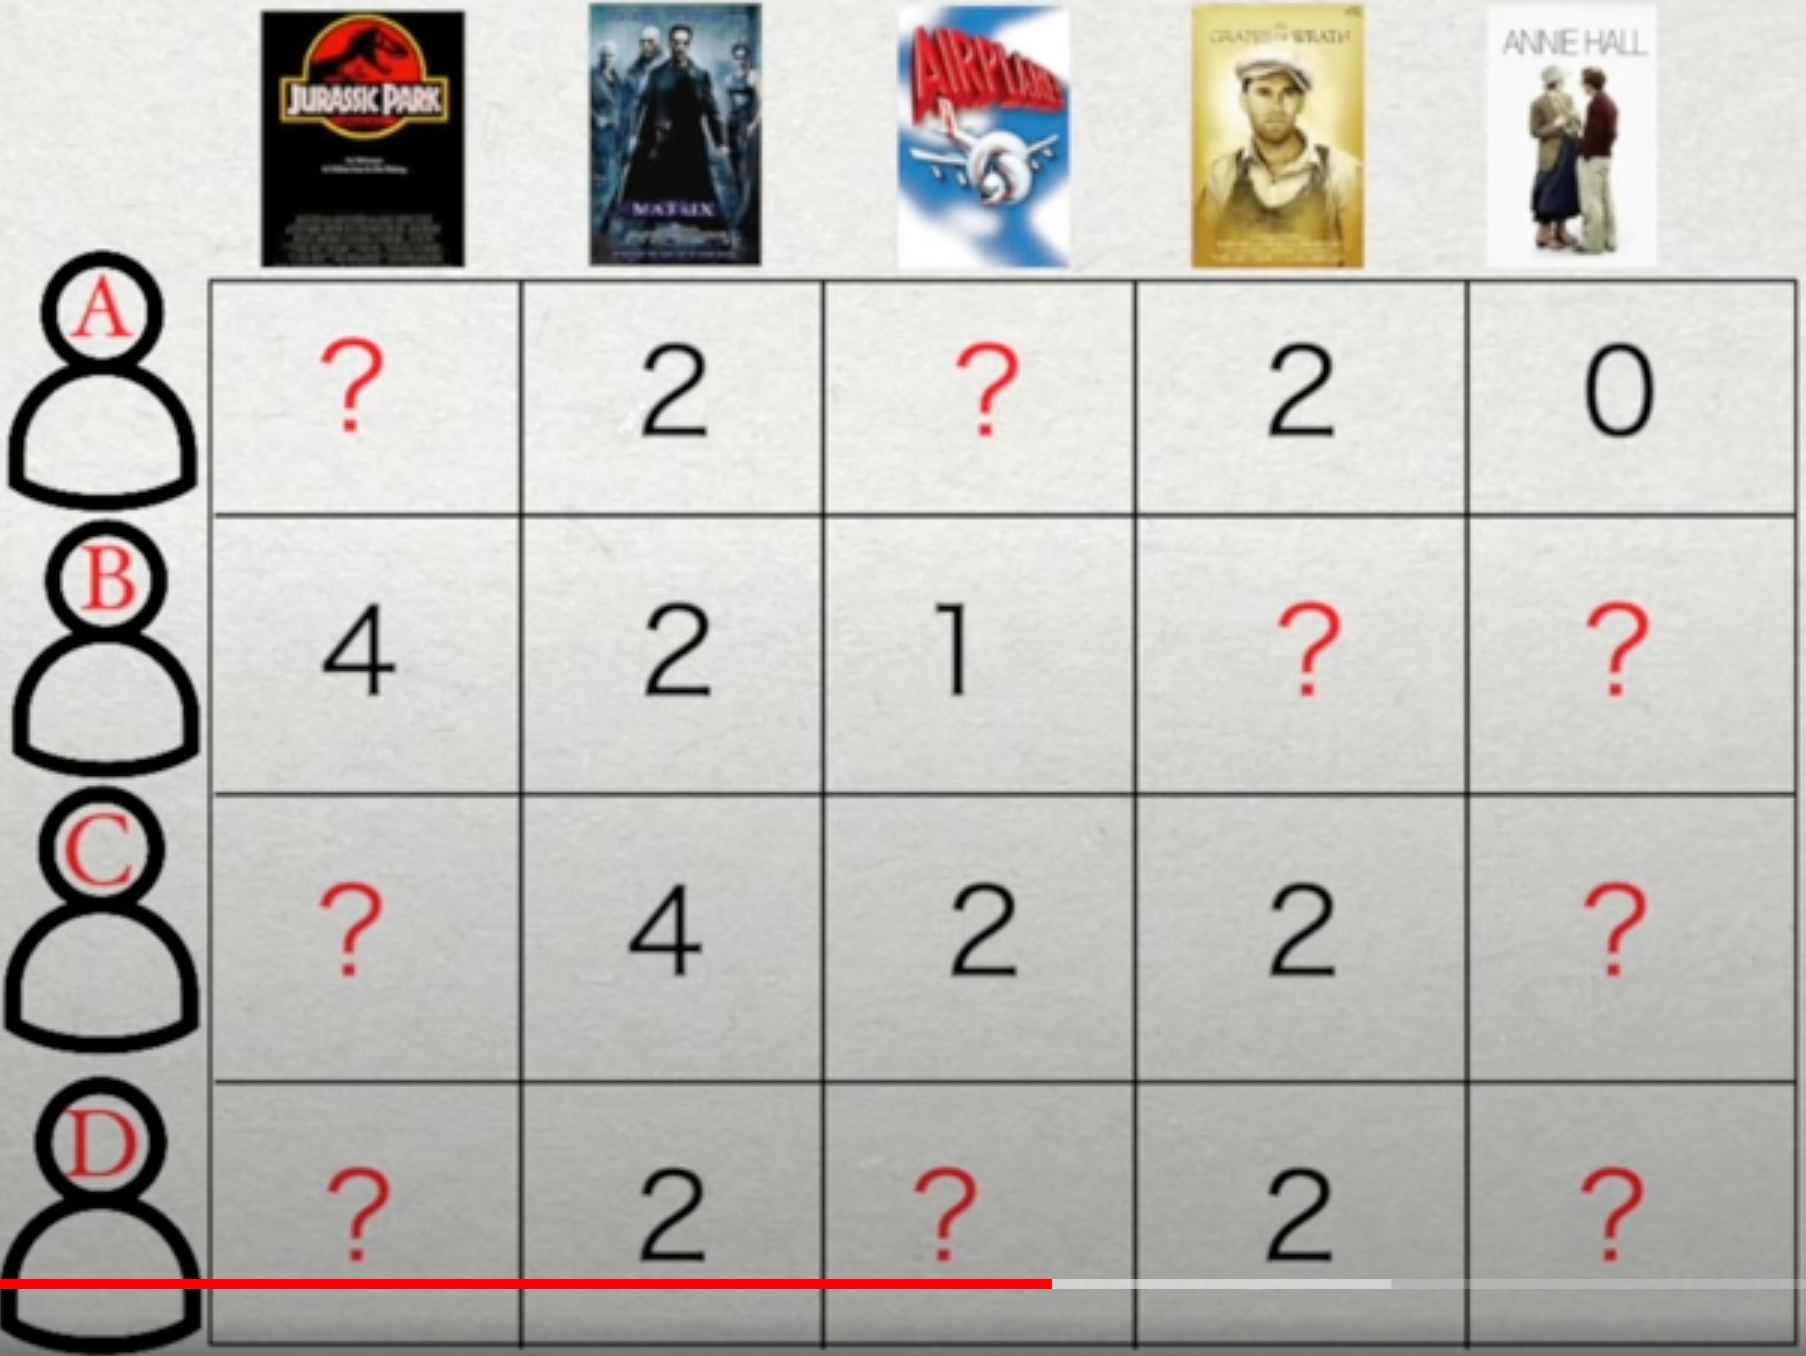 JURASSIC PARK
MATRIX
AIRPLANE
GRAPES OF WRATH
ANNIE HALL
A
? 2 ? 2 0
B
4 2 1 ? ?
C
? 4 2 2 ?
D
? 2 ? 2 ?